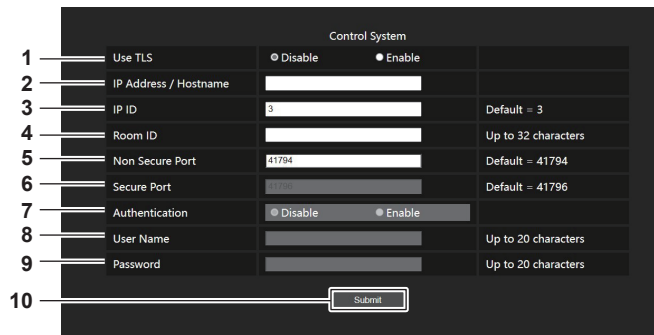 Control System
1 Use TLS Disable Enable
2 IP Address / Hostname
3 IP ID 3 Default = 3
4 Room ID Up to 32 characters
5 Non Secure Port 41794 Default = 41794
6 Secure Port 41796 Default = 41796
7 Authentication Disable Enable
8 User Name Up to 20 characters
9 Password Up to 20 characters
10 Submit